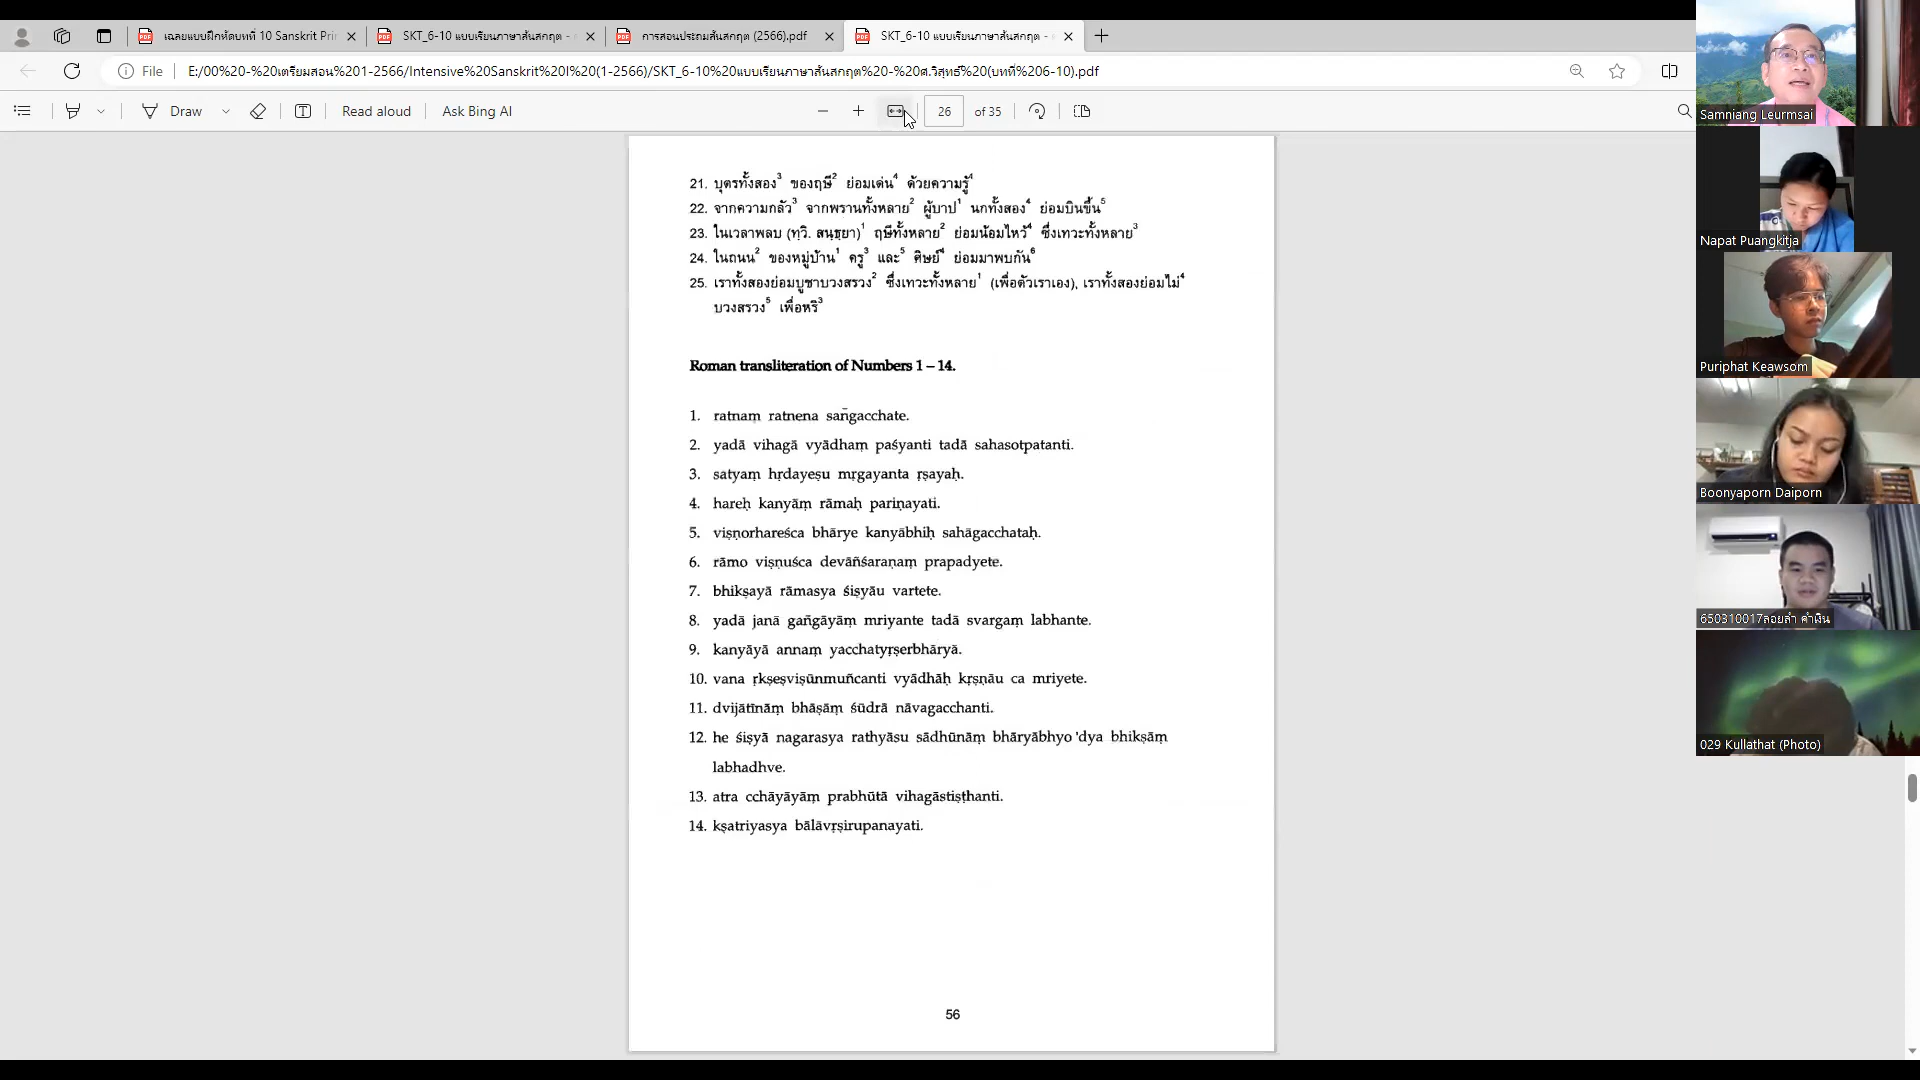 เฉลยแบบฝึกหัดบทที่ 10 Sanskrit Pri
SKT_6-10 แบบเรียนภาษาสันสกฤต -
การสอนประถมสันสกฤต (2566).pdf
SKT_6-10 แบบเรียนภาษาสันสกฤต -
File
E:/00%20-%20เตรียมสอน%201-2566/Intensive%20Sanskrit%20I%20(1-2566)/SKT_6-10%20แบบเรียนภาษาสันสกฤต%20-%20ศ.วิสุทธ์%20(บทที่%206-10).pdf
Draw
Read aloud
Ask Bing AI
26
of 35
21. บุตรทั้งสอง³ ของฤษี² ย่อมเด่น⁴ ด้วยความรู้¹
22. จากความกลัว³ จากพรานทั้งหลาย² ผู้บาป¹ นกทั้งสอง⁴ ย่อมบินขึ้น⁵
23. ในเวลาพลบ (ทฺวิ. สนฺธฺยา)¹ ฤษีทั้งหลาย² ย่อมน้อมไหว้⁴ ซึ่งเทวะทั้งหลาย³
24. ในถนน² ของหมู่บ้าน¹ ครู³ และ⁵ ศิษย์⁴ ย่อมมาพบกัน⁶
25. เราทั้งสองย่อมบูชาบวงสรวง² ซึ่งเทวะทั้งหลาย¹ (เพื่อตัวเราเอง), เราทั้งสองย่อมไม่⁴
บวงสรวง⁵ เพื่อหริ³
Roman transliteration of Numbers 1 – 14.
1. ratnaṃ ratnena san̄gacchate.
2. yadā vihagā vyādhaṃ paśyanti tadā sahasotpatanti.
3. satyaṃ hṛdayeṣu mṛgayanta ṛṣayaḥ.
4. hareḥ kanyāṃ rāmaḥ pariṇayati.
5. viṣṇorhareśca bhārye kanyābhiḥ sahāgacchataḥ.
6. rāmo viṣṇuśca devāñśaraṇaṃ prapadyete.
7. bhikṣayā rāmasya śiṣyāu vartete.
8. yadā janā gan̄gāyāṃ mriyante tadā svargaṃ labhante.
9. kanyāyā annaṃ yacchatyṛṣerbhāryā.
10. vana ṛkṣeṣviṣūnmuñcanti vyādhāḥ kṛṣṇāu ca mriyete.
11. dvijātīnāṃ bhāṣāṃ śūdrā nāvagacchanti.
12. he śiṣyā nagarasya rathyāsu sādhūnāṃ bhāryābhyo 'dya bhikṣāṃ
labhadhve.
13. atra cchāyāyāṃ prabhūtā vihagāstiṣṭhanti.
14. kṣatriyasya bālāvṛṣirupanayati.
56
Samniang Leurmsai
Napat Puangkitja
Puriphat Keawsom
Boonyaporn Daiporn
650310017ลอยลำ คำผิน
029 Kullathat (Photo)